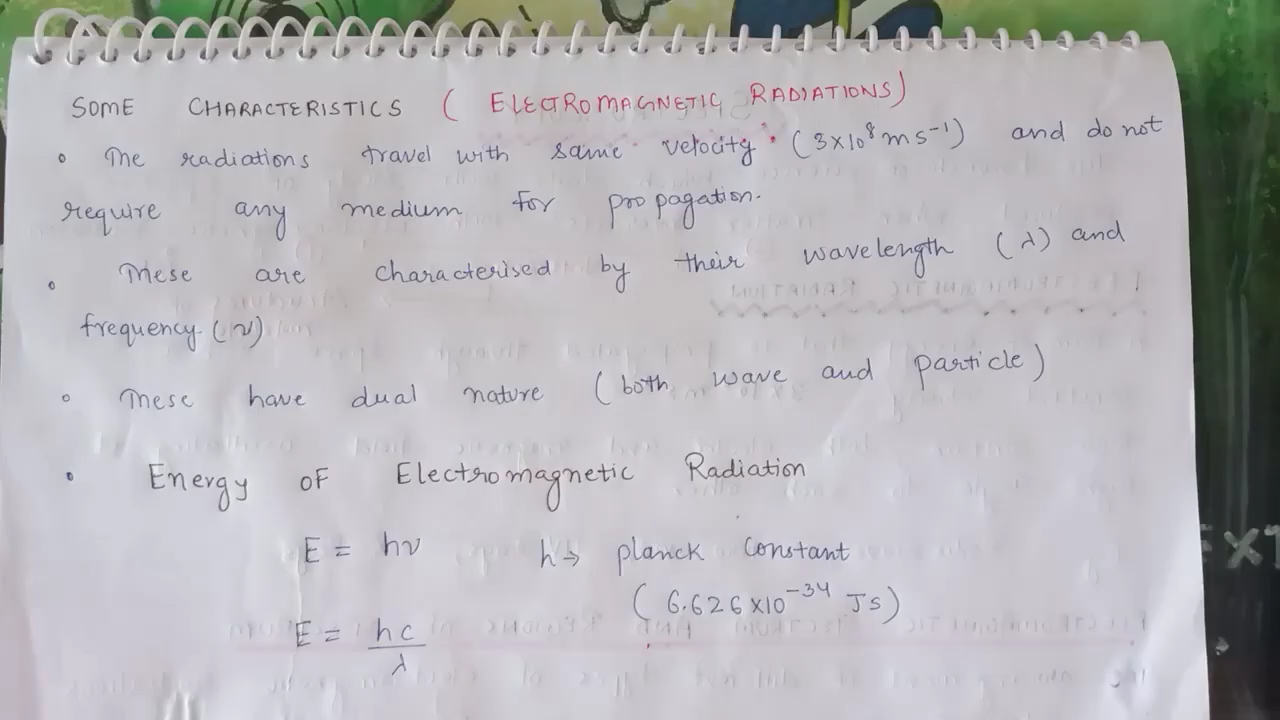 SOME CHARACTERISTICS ( ELECTROMAGNETIC RADIATIONS)
• The radiations travel with same velocity (3×10⁸ ms⁻¹) and do not
require any medium for propagation.
• These are characterised by their wavelength (λ) and
frequency (ν)
• These have dual nature (both wave and particle)
• Energy of Electromagnetic Radiation
E = hν h → planck constant
(6.626×10⁻³⁴ Js)
E = hc/λ